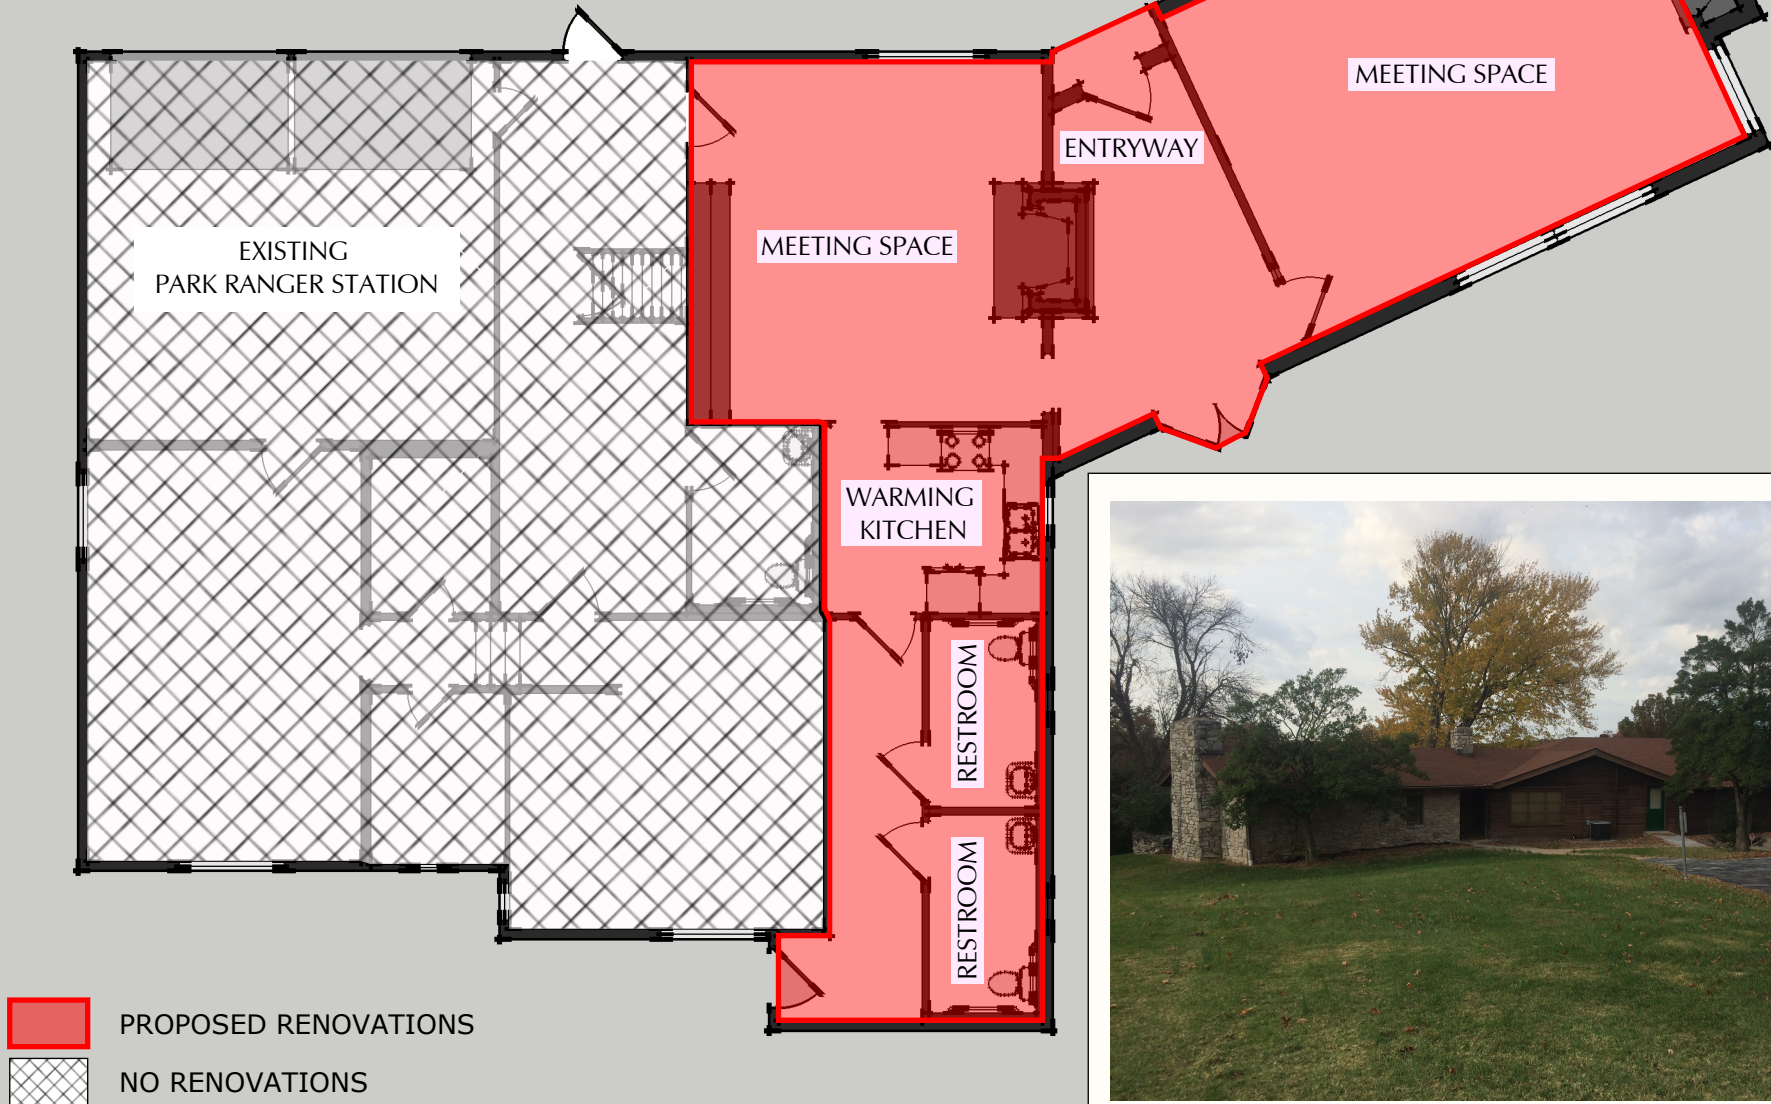 MEETING SPACE
ENTRYWAY
EXISTING
PARK RANGER STATION
MEETING SPACE
WARMING
KITCHEN
RESTROOM
RESTROOM
PROPOSED RENOVATIONS
NO RENOVATIONS